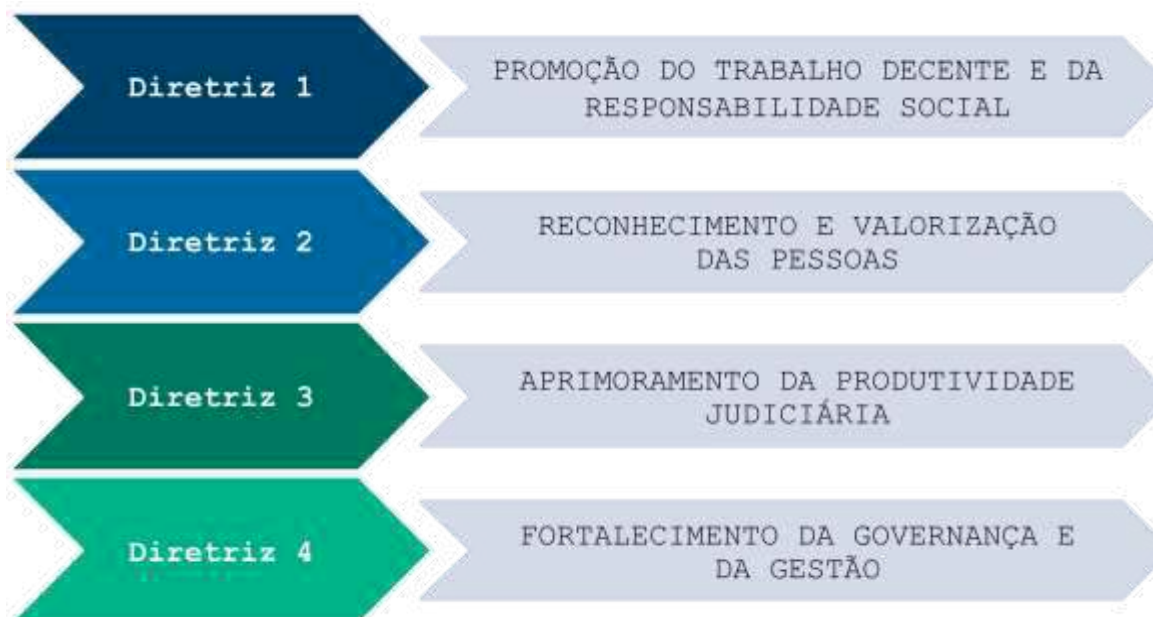 Diretriz 1
PROMOÇÃO DO TRABALHO DECENTE E DA
RESPONSABILIDADE SOCIAL
Diretriz 2
RECONHECIMENTO E VALORIZAÇÃO
DAS PESSOAS
Diretriz 3
APRIMORAMENTO DA PRODUTIVIDADE
JUDICIÁRIA
Diretriz 4
FORTALECIMENTO DA GOVERNANÇA E
DA GESTÃO